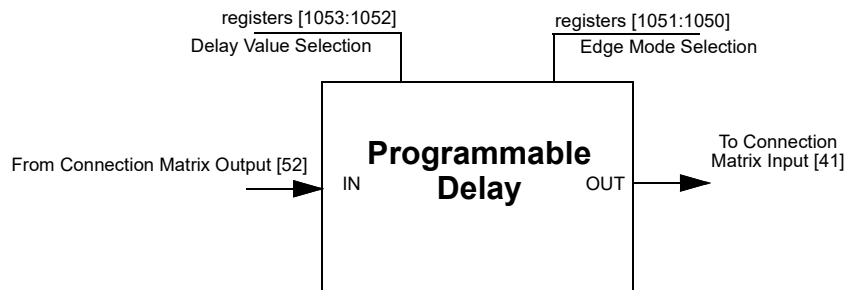 registers [1053:1052]
Delay Value Selection
registers [1051:1050]
Edge Mode Selection
From Connection Matrix Output [52]
IN
Programmable
Delay
OUT
To Connection
Matrix Input [41]